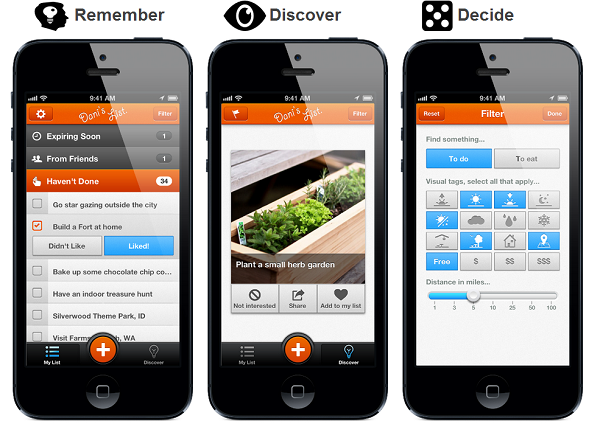 Remember
9:41 AM
Dani's List
Filter
Expiring Soon 1
From Friends 1
Haven't Done 34
Go star gazing outside the city
Build a Fort at home
Didn't Like Liked!
Bake up some chocolate chip co...
Have an indoor treasure hunt
Silverwood Theme Park, ID
Visit Farms WA
My List Discover
Discover
9:41 AM
Dani's List
Filter
Plant a small herb garden
Not interested Share Add to my list
My List Discover
Decide
9:41 AM
Reset Filter Done
Find something...
To do To eat
Visual tags, select all that apply...
Free $ $$ $$$
Distance in miles...
1 3 5 10 25 50 100